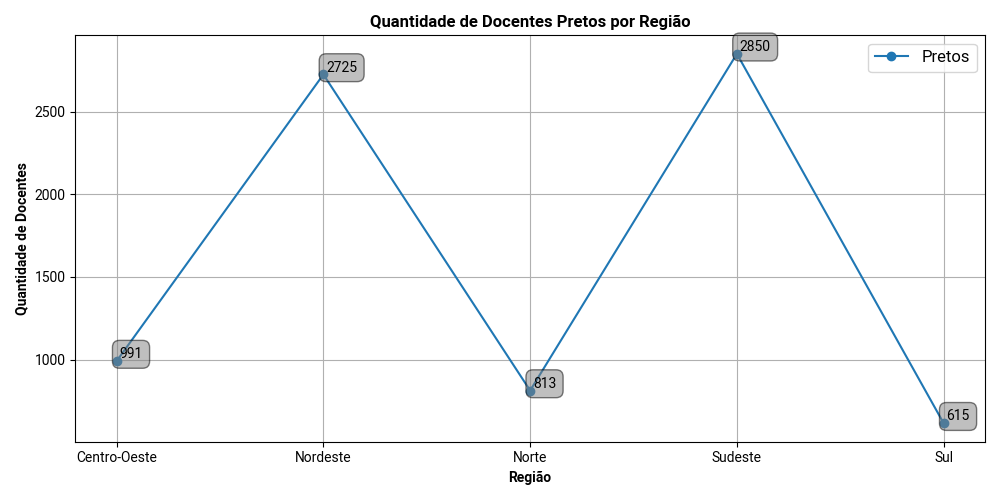 Quantidade de Docentes Pretos por Região
Pretos
Quantidade de Docentes
2500
2000
1500
1000
991
2725
813
2850
615
Centro-Oeste
Nordeste
Norte
Sudeste
Sul
Região